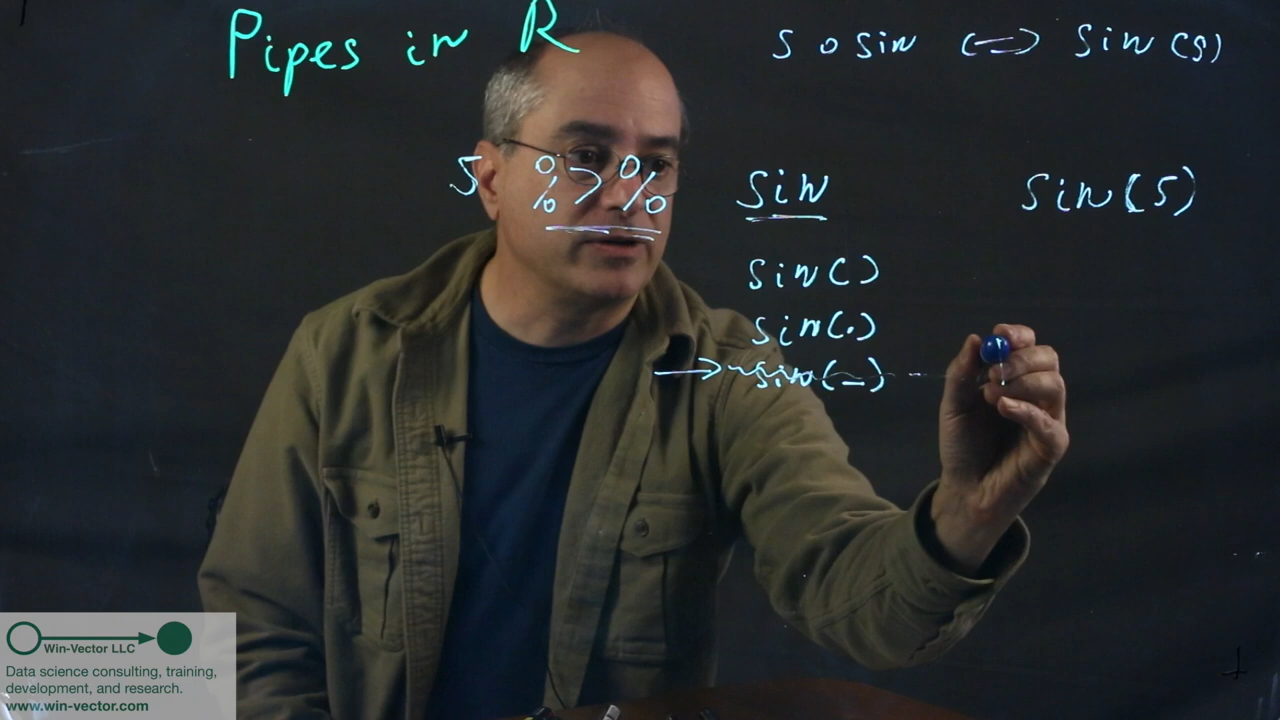 Pipes in R
5 o sin <-> sin(5)
5 %>% sin sin(5)
sin()
sin(.)
→ sin(_)
Win-Vector LLC
Data science consulting, training,
development, and research.
www.win-vector.com